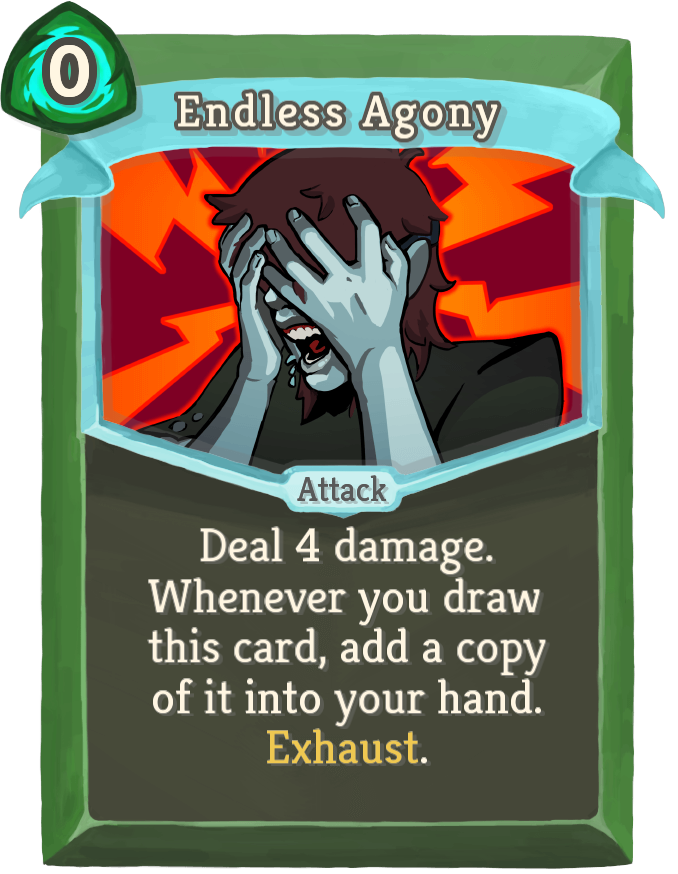 0
Endless Agony
Attack
Deal 4 damage.
Whenever you draw
this card, add a copy
of it into your hand.
Exhaust.